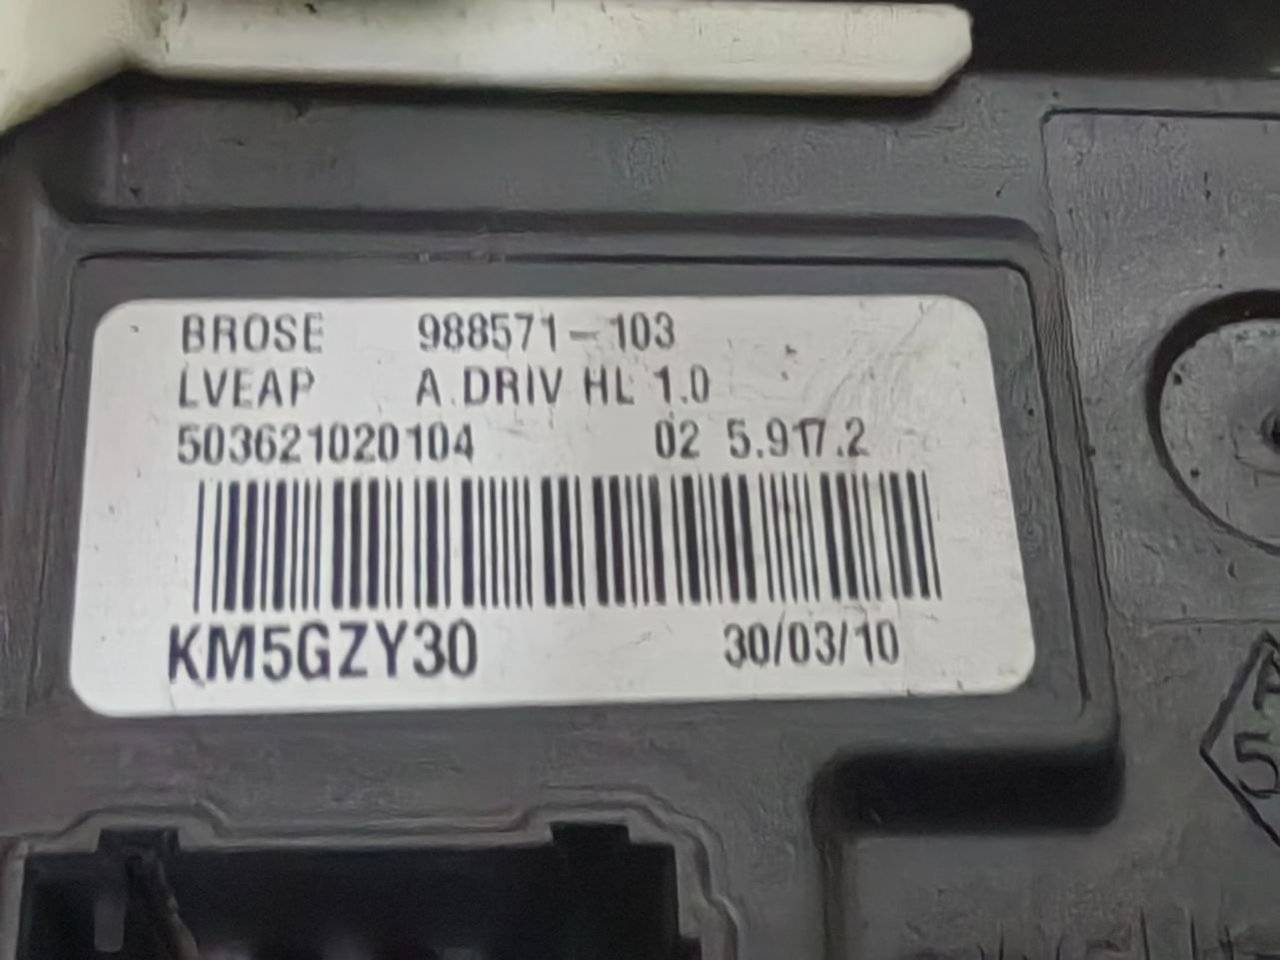 BROSE 988571-103
LVEAP A.DRIV HL 1.0
503621020104 02 5.917.2
KM5GZY30 30/03/10